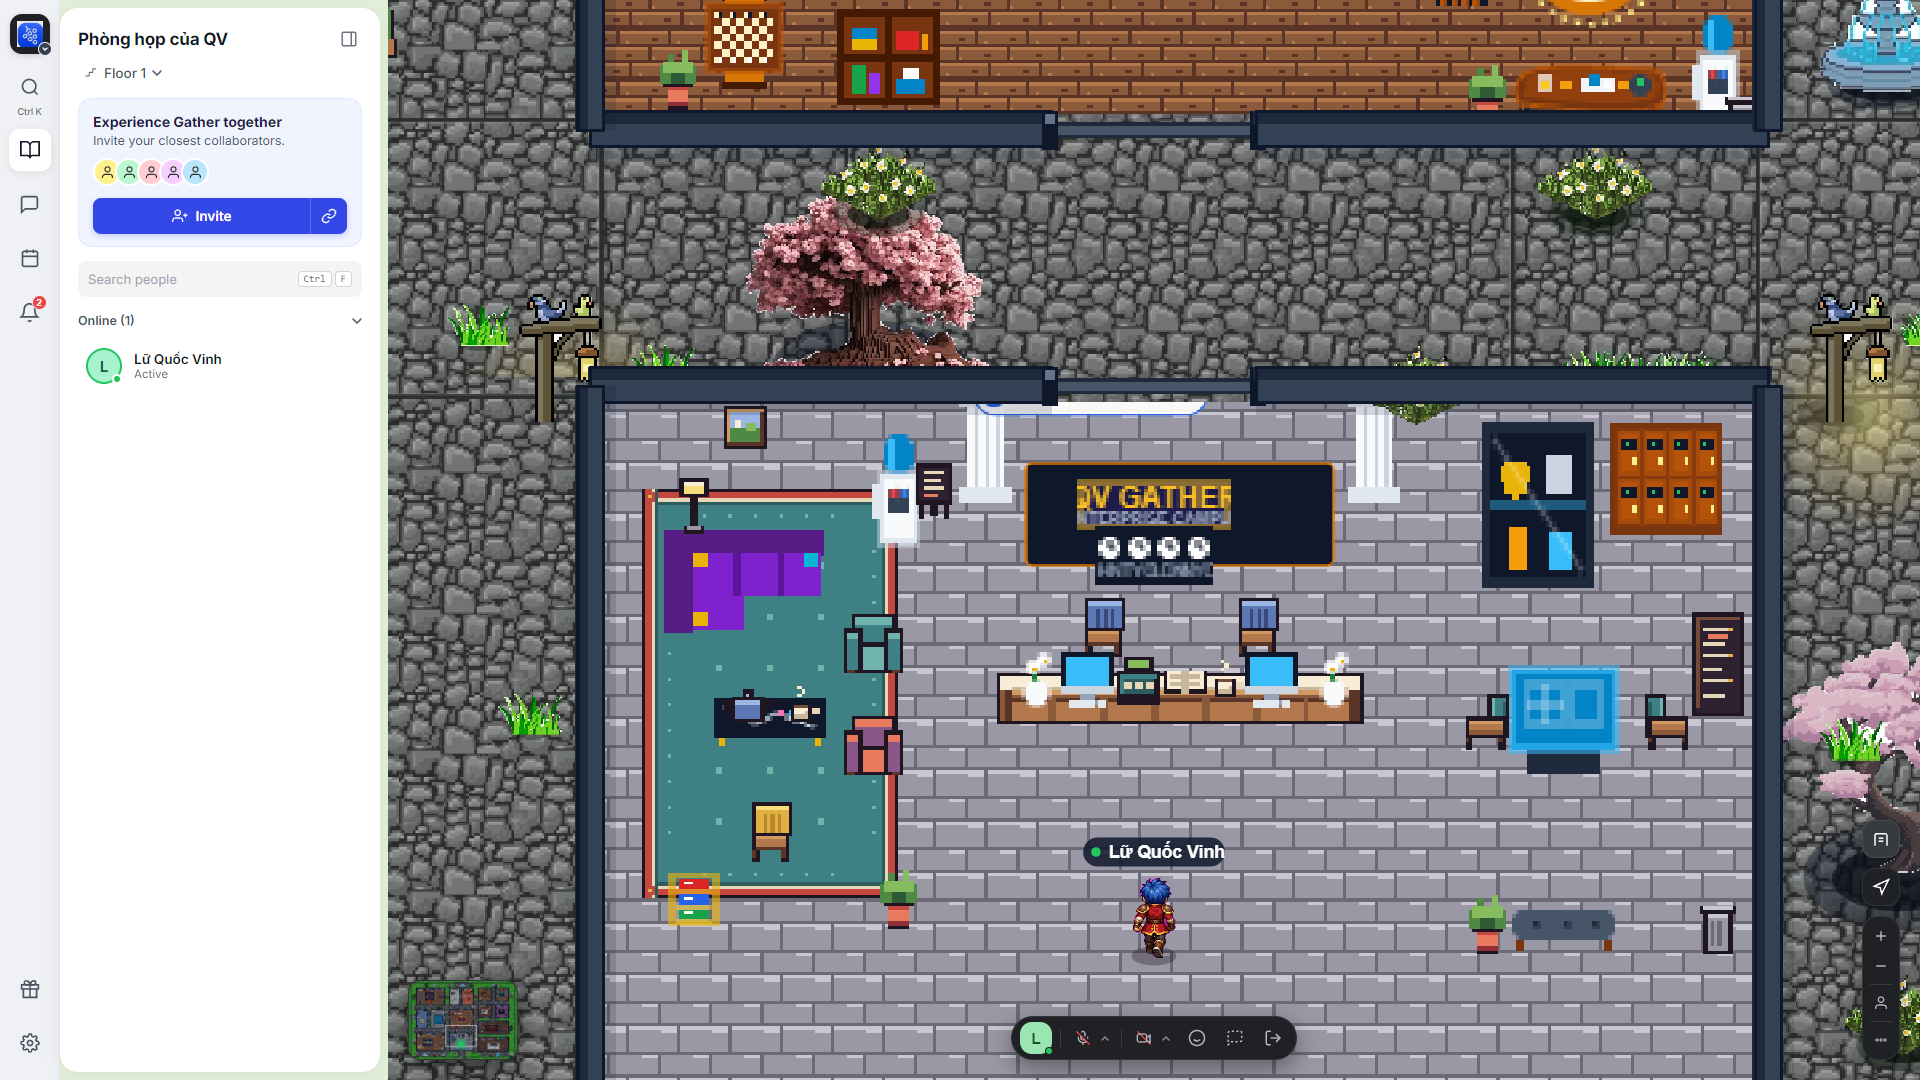 Phòng họp của QV
Floor 1
Ctrl K
Experience Gather together
Invite your closest collaborators.
Invite
Search people
Ctrl F
2
Online (1)
L
Lữ Quốc Vinh
Active
QV GATHER
Lữ Quốc Vinh
L